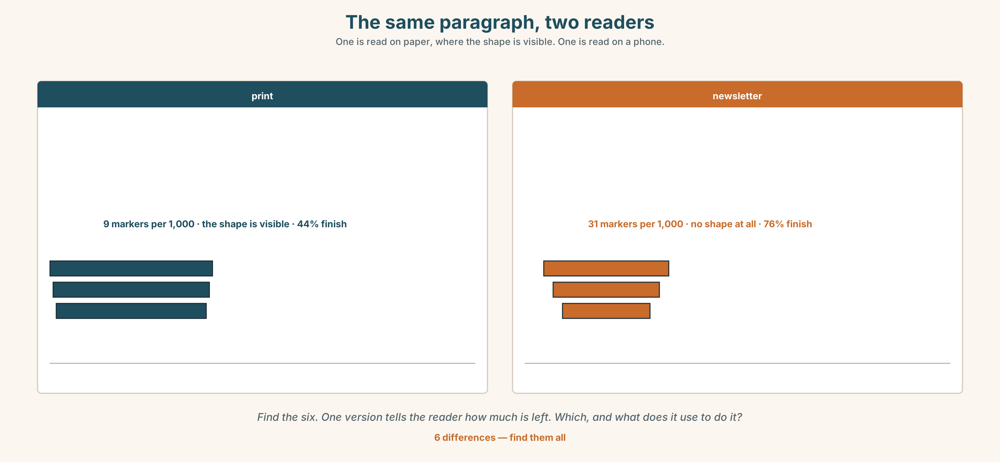 The same paragraph, two readers
One is read on paper, where the shape is visible. One is read on a phone.
print
9 markers per 1,000 · the shape is visible · 44% finish
newsletter
31 markers per 1,000 · no shape at all · 76% finish
Find the six. One version tells the reader how much is left. Which, and what does it use to do it?
6 differences — find them all